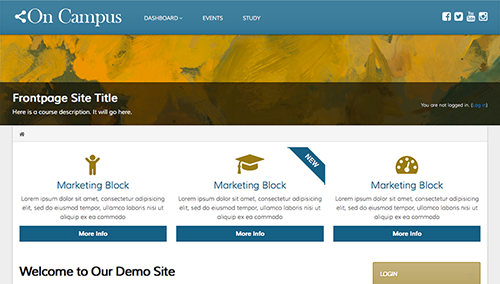 On Campus DASHBOARD EVENTS STUDY
Frontpage Site Title
Here is a course description. It will go here.
You are not logged in. (Log in)
NEW
Marketing Block
Lorem ipsum dolor sit amet, consectetur adipisicing
elit, sed do eiusmod tempor, ullamco laboris nisi ut
aliquip ex ea commodo
More Info
Marketing Block
Lorem ipsum dolor sit amet, consectetur adipisicing
elit, sed do eiusmod tempor, ullamco laboris nisi ut
aliquip ex ea commodo
More Info
Marketing Block
Lorem ipsum dolor sit amet, consectetur adipisicing
elit, sed do eiusmod tempor, ullamco laboris nisi ut
aliquip ex ea commodo
More Info
Welcome to Our Demo Site
LOGIN